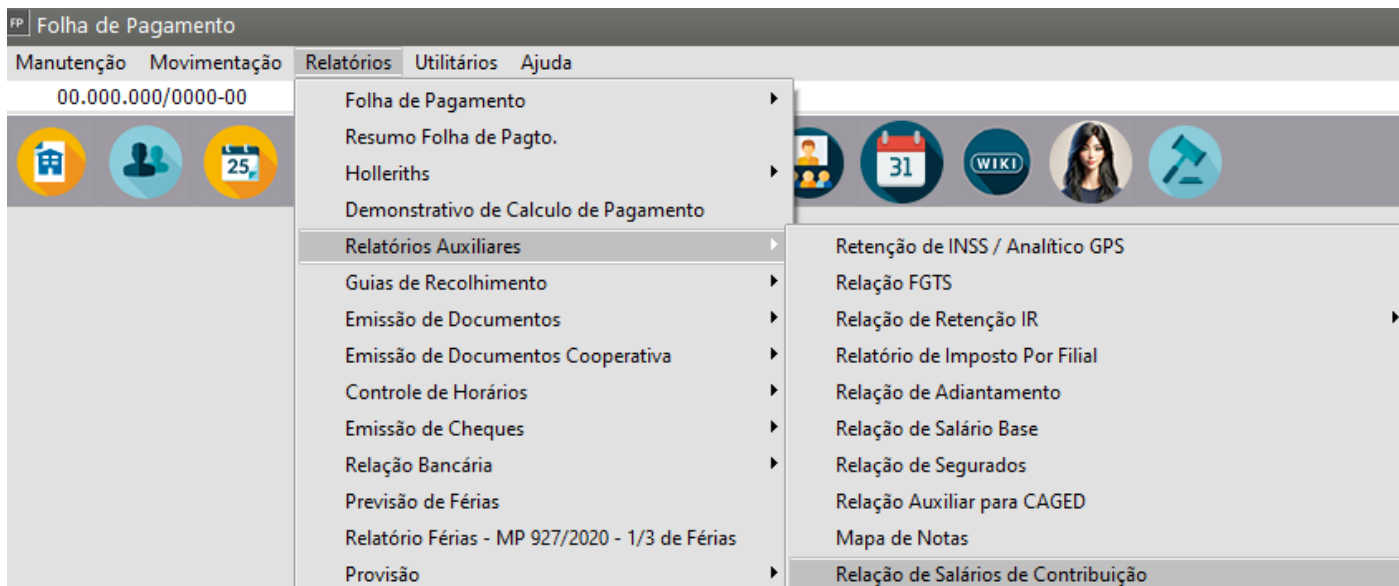 FP Folha de Pagamento
Manutenção Movimentação Relatórios Utilitários Ajuda
00.000.000/0000-00
25
31
WIKI
Folha de Pagamento
Resumo Folha de Pagto.
Holleriths
Demonstrativo de Calculo de Pagamento
Relatórios Auxiliares
Guias de Recolhimento
Emissão de Documentos
Emissão de Documentos Cooperativa
Controle de Horários
Emissão de Cheques
Relação Bancária
Previsão de Férias
Relatório Férias - MP 927/2020 - 1/3 de Férias
Provisão
Retenção de INSS / Analítico GPS
Relação FGTS
Relação de Retenção IR
Relatório de Imposto Por Filial
Relação de Adiantamento
Relação de Salário Base
Relação de Segurados
Relação Auxiliar para CAGED
Mapa de Notas
Relação de Salários de Contribuição